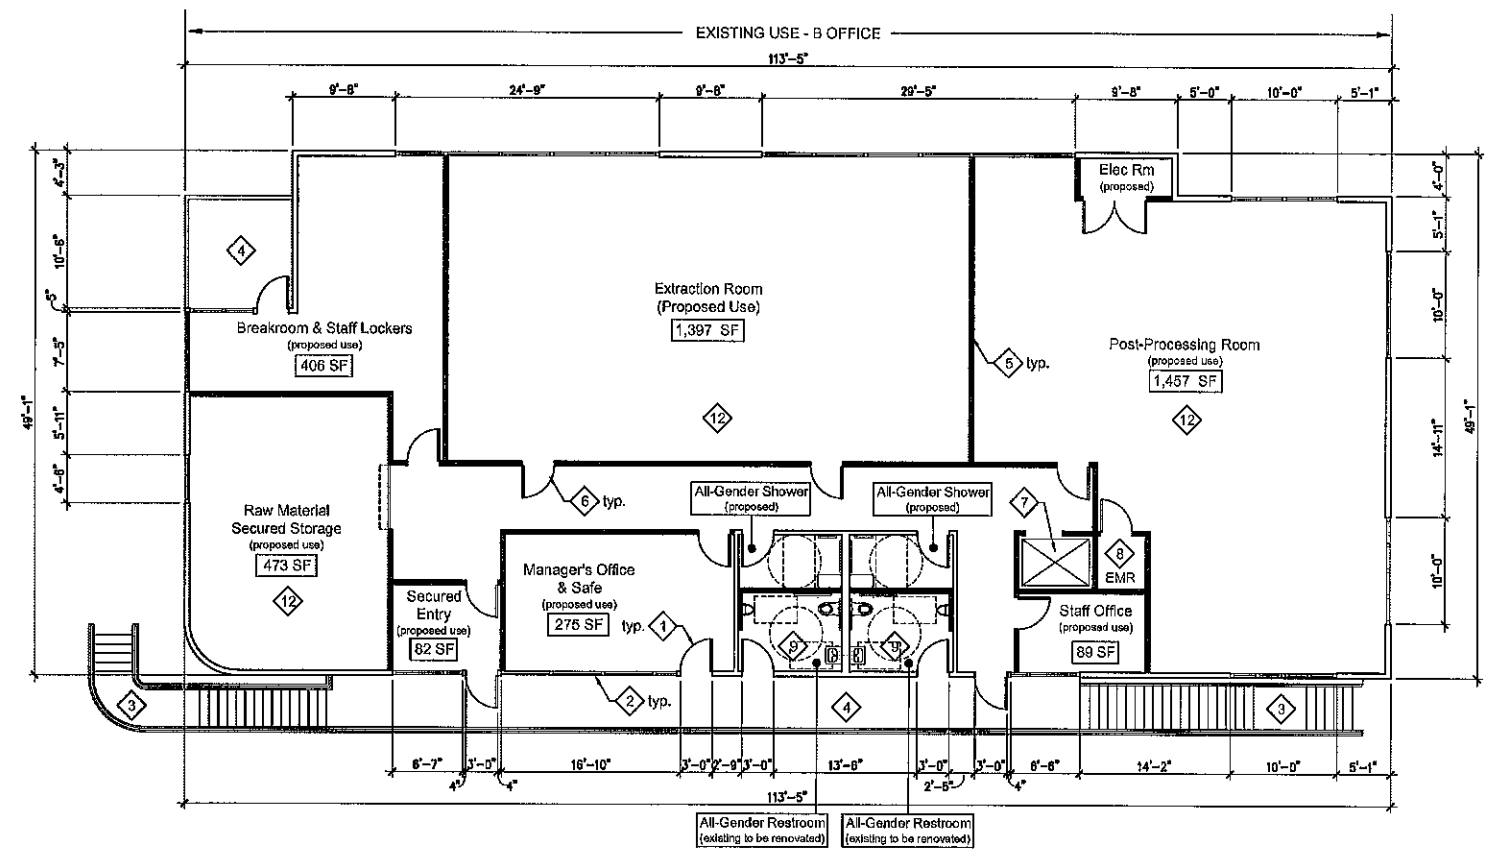 EXISTING USE - B OFFICE
113'-5"
9'-8"
24'-9"
9'-8"
29'-5"
9'-8"
5'-0"
10'-0"
5'-1"
49'-1"
4'-3"
10'-6"
5"
7'-5"
5'-11"
4'-6"
4
Breakroom & Staff Lockers
(proposed use)
406 SF
Extraction Room
(Proposed Use)
1,397 SF
12
5 typ.
Elec Rm
(proposed)
Post-Processing Room
(proposed use)
1,457 SF
12
4'-0"
5'-1"
10'-0"
14'-11"
10'-0"
49'-1"
Raw Material
Secured Storage
(proposed use)
473 SF
12
6 typ.
All-Gender Shower
(proposed)
All-Gender Shower
(proposed)
7
8
EMR
Secured
Entry
(proposed use)
82 SF
Manager's Office
& Safe
(proposed use)
275 SF
typ. 1
9
9
Staff Office
(proposed use)
89 SF
3
2 typ.
4
3
6'-7"
4"
3'-0"
4"
16'-10"
3'-0"
2'-9"
3'-0"
13'-6"
3'-0"
2'-5"
3'-0"
4"
6'-6"
14'-2"
10'-0"
5'-1"
113'-5"
All-Gender Restroom
(existing to be renovated)
All-Gender Restroom
(existing to be renovated)